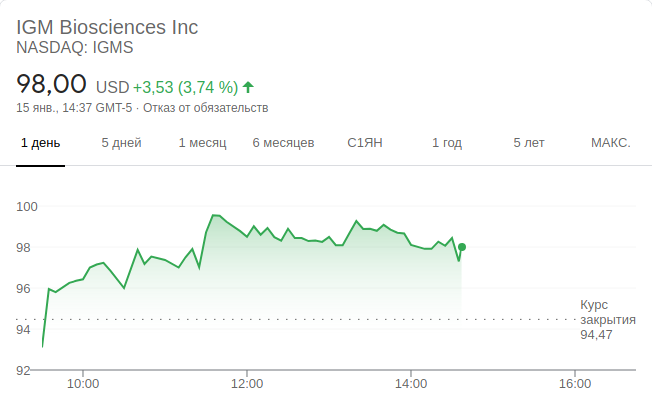 IGM Biosciences Inc
NASDAQ: IGMS
98,00 USD +3,53 (3,74 %)
15 янв., 14:37 GMT-5 · Отказ от обязательств
1 день 5 дней 1 месяц 6 месяцев С1ЯН 1 год 5 лет МАКС.
100
98
96
Курс
закрытия
94,47
94
92
10:00 12:00 14:00 16:00